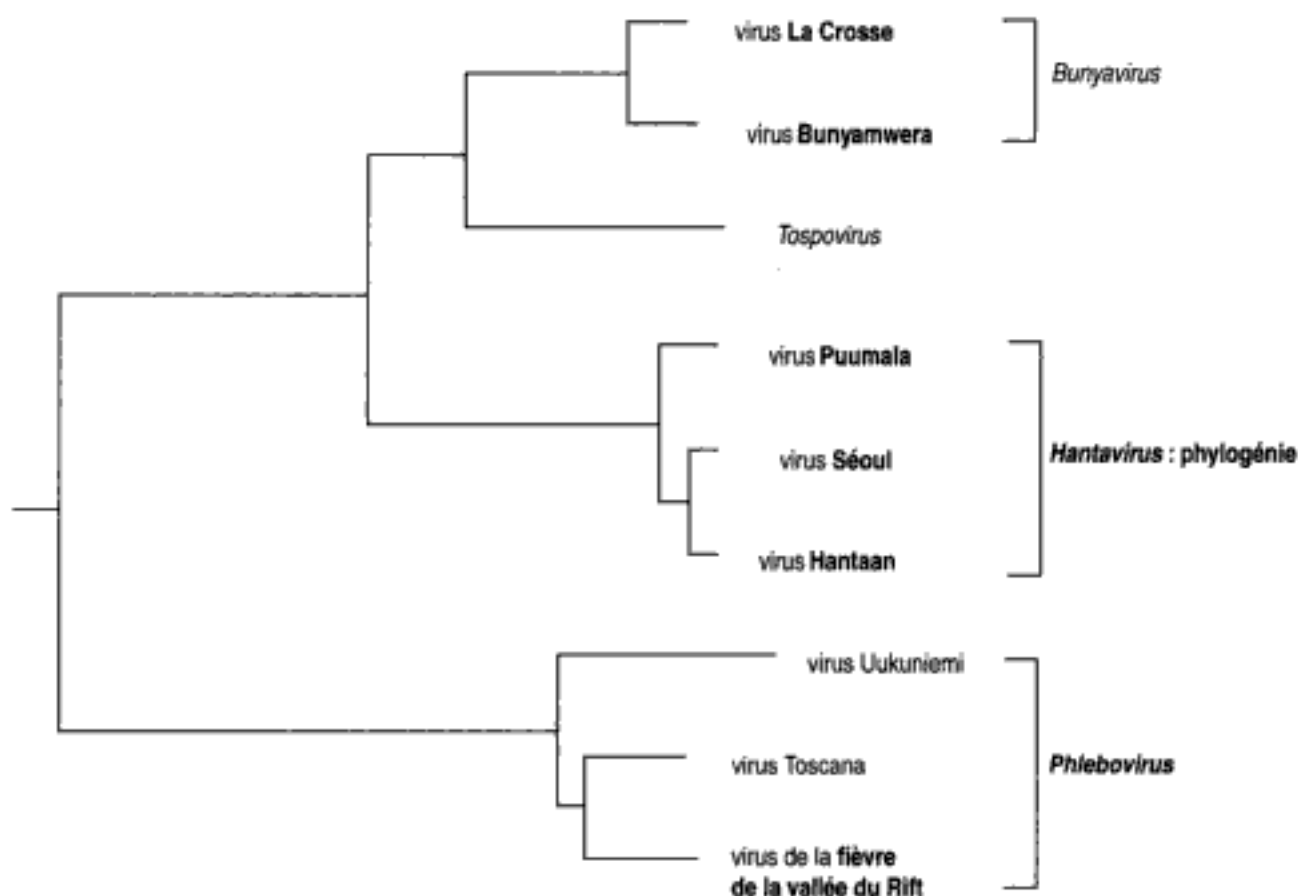 virus La Crosse
Bunyavirus
virus Bunyamwera
Tospovirus
virus Puumala
virus Séoul
Hantavirus : phylogénie
virus Hantaan
virus Uukuniemi
virus Toscana
Phlebovirus
virus de la fièvre
de la vallée du Rift